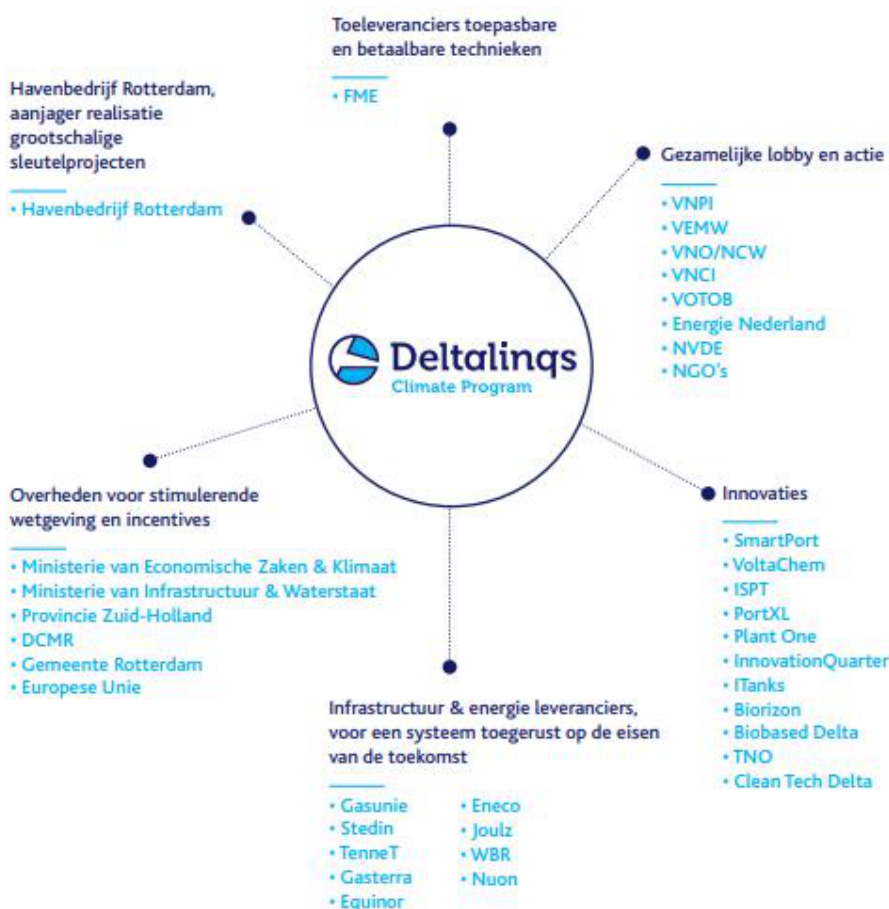 Toeleveranciers toepasbare
en betaalbare technieken
• FME
Havenbedrijf Rotterdam,
aanjager realisatie
grootschalige
sleutelprojecten
• Havenbedrijf Rotterdam
Gezamelijke lobby en actie
• VNPI
• VEMW
• VNO/NCW
• VNCI
• VOTOB
• Energie Nederland
• NVDE
• NGO's
Deltalinqs
Climate Program
Overheden voor stimulerende
wetgeving en incentives
• Ministerie van Economische Zaken & Klimaat
• Ministerie van Infrastructuur & Waterstaat
• Provincie Zuid-Holland
• DCMR
• Gemeente Rotterdam
• Europese Unie
Innovaties
• SmartPort
• VoltaChem
• ISPT
• PortXL
• Plant One
• InnovationQuarter
• ITanks
• Biorizon
• Biobased Delta
• TNO
• Clean Tech Delta
Infrastructuur & energie leveranciers,
voor een systeem toegerust op de eisen
van de toekomst
• Gasunie
• Stedin
• TenneT
• Gasterra
• Equinor
• Eneco
• Joulz
• WBR
• Nuon